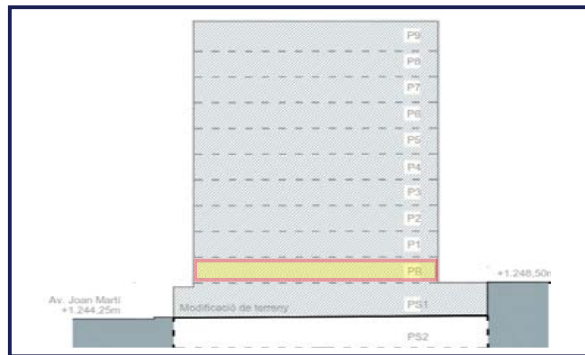 P9
P8
P7
P6
P5
P4
P3
P2
P1
PB
+1.248,50m
Av. Joan Martí
+1.244,25m
Modificació de terreny
PS1
PS2